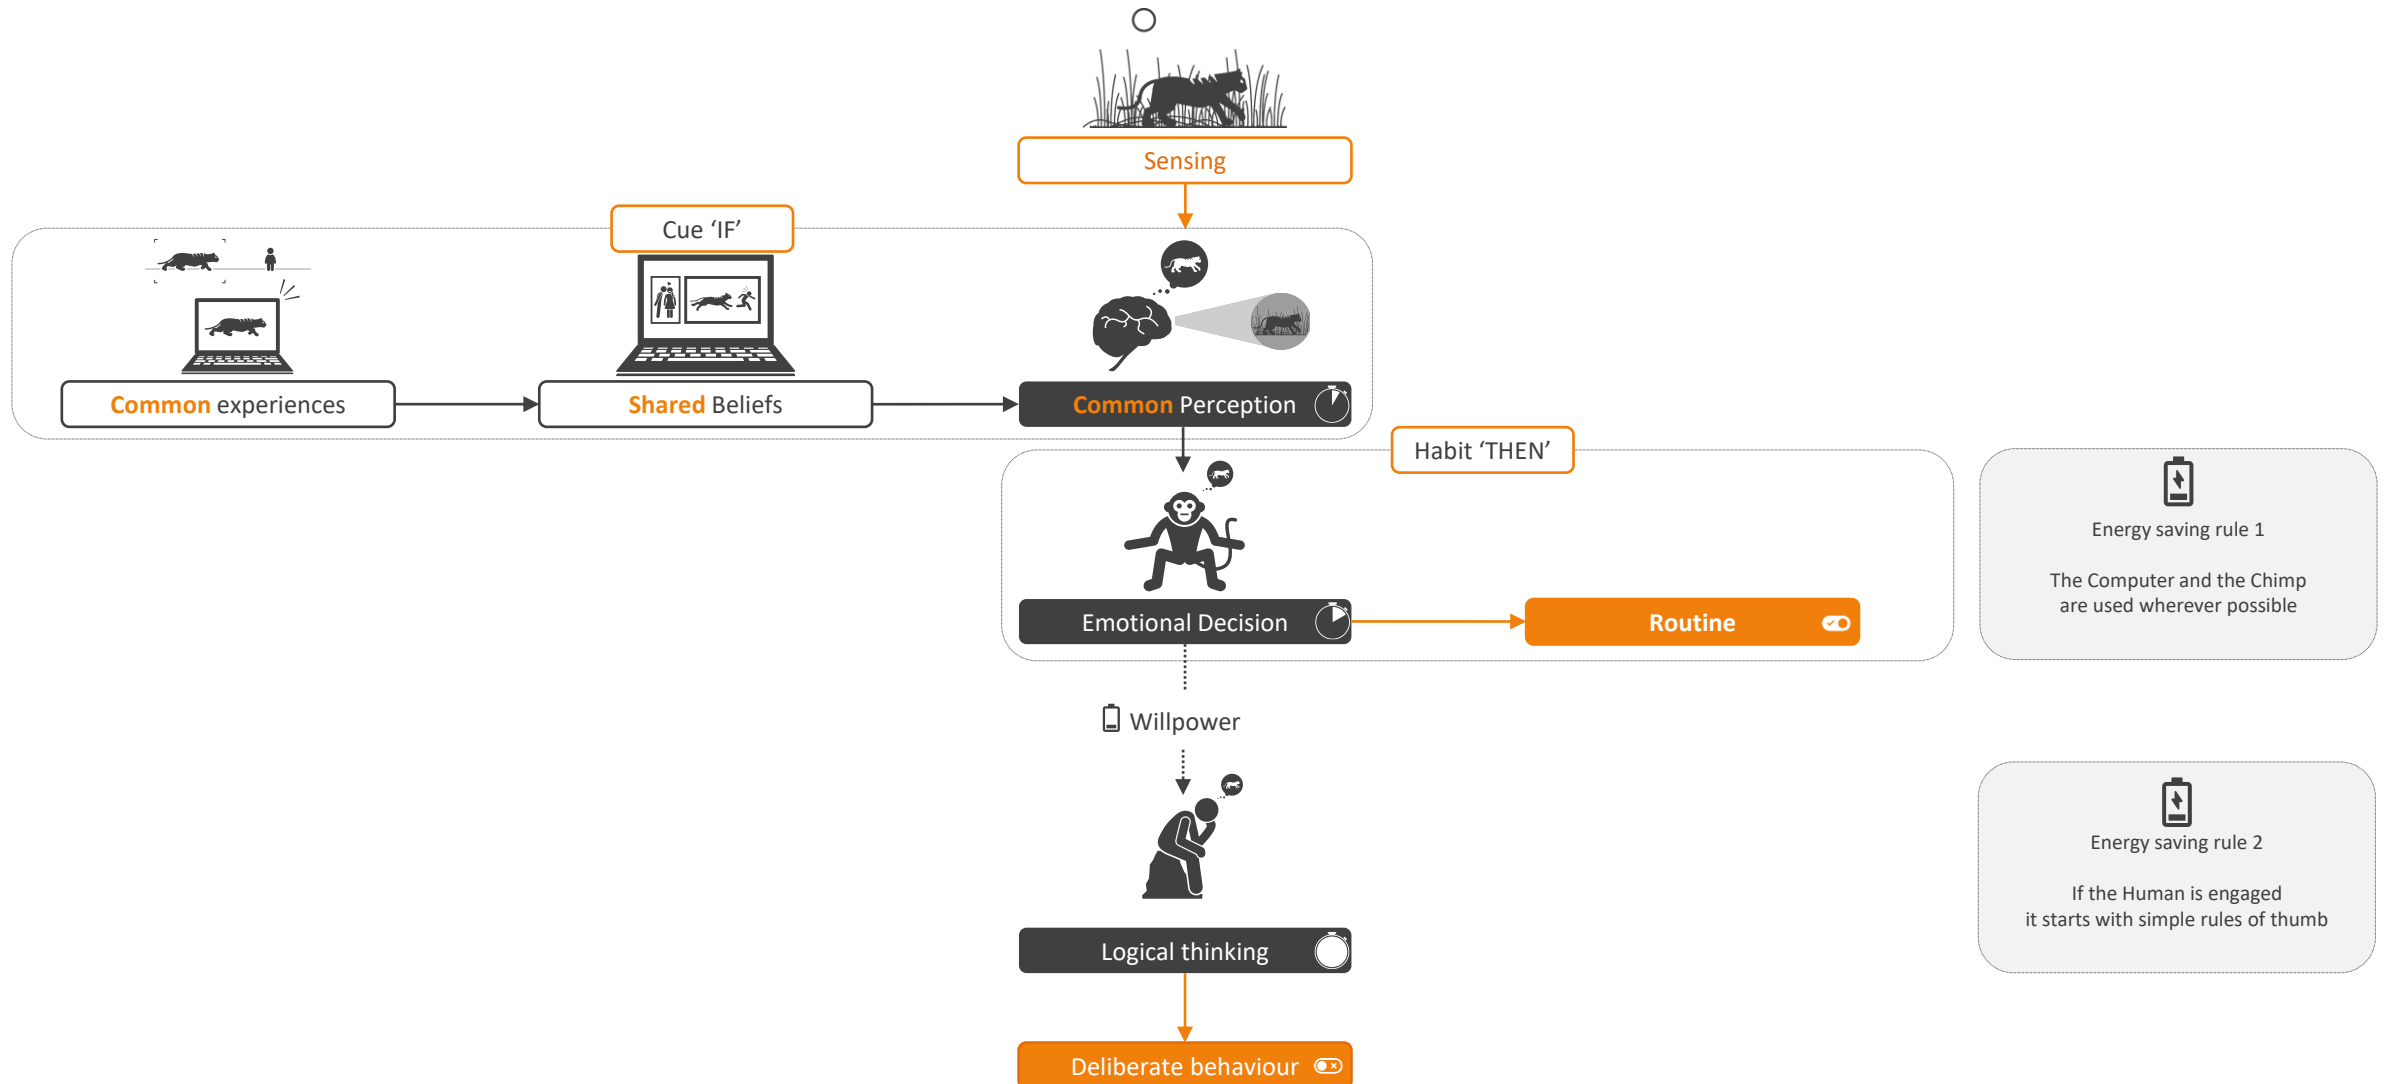 Sensing
Cue ‘IF’
Common experiences
Shared Beliefs
Common Perception
Habit ‘THEN’
Emotional Decision
Routine
Energy saving rule 1
The Computer and the Chimp
are used wherever possible
Willpower
Energy saving rule 2
If the Human is engaged
it starts with simple rules of thumb
Logical thinking
Deliberate behaviour